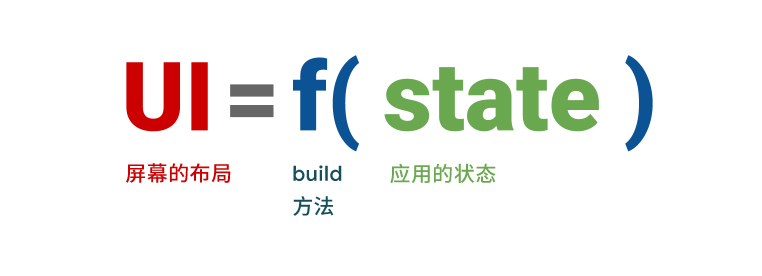 UI = f( state )
屏幕的布局 build 应用的状态
方法